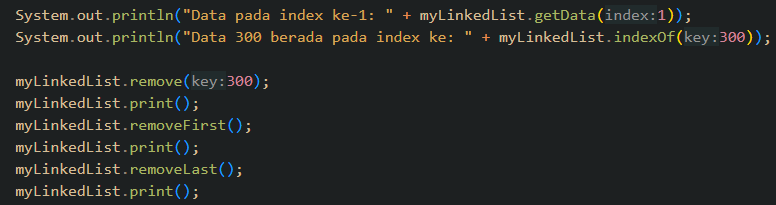 System.out.println("Data pada index ke-1: " + myLinkedList.getData(index:1));
System.out.println("Data 300 berada pada index ke: " + myLinkedList.indexOf(key:300));
myLinkedList.remove(key:300);
myLinkedList.print();
myLinkedList.removeFirst();
myLinkedList.print();
myLinkedList.removeLast();
myLinkedList.print();